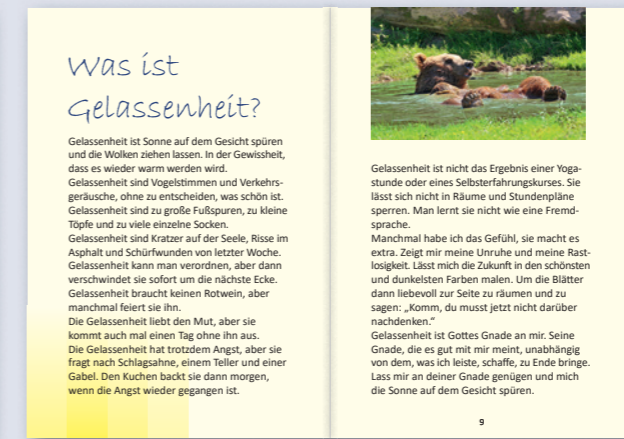 Was ist
Gelassenheit?
Gelassenheit ist Sonne auf dem Gesicht spüren
und die Wolken ziehen lassen. In der Gewissheit,
dass es wieder warm werden wird.
Gelassenheit sind Vogelstimmen und Verkehrs-
geräusche, ohne zu entscheiden, was schön ist.
Gelassenheit sind zu große Fußspuren, zu kleine
Töpfe und zu viele einzelne Socken.
Gelassenheit sind Kratzer auf der Seele, Risse im
Asphalt und Schürfwunden von letzter Woche.
Gelassenheit kann man verordnen, aber dann
verschwindet sie sofort um die nächste Ecke.
Gelassenheit braucht keinen Rotwein, aber
manchmal feiert sie ihn.
Die Gelassenheit liebt den Mut, aber sie
kommt auch mal einen Tag ohne ihn aus.
Die Gelassenheit hat trotzdem Angst, aber sie
fragt nach Schlagsahne, einem Teller und einer
Gabel. Den Kuchen backt sie dann morgen,
wenn die Angst wieder gegangen ist.
Gelassenheit ist nicht das Ergebnis einer Yoga-
stunde oder eines Selbsterfahrungskurses. Sie
lässt sich nicht in Räume und Stundenpläne
sperren. Man lernt sie nicht wie eine Fremd-
sprache.
Manchmal habe ich das Gefühl, sie macht es
extra. Zeigt mir meine Unruhe und meine Rast-
losigkeit. Lässt mich die Zukunft in den schönsten
und dunkelsten Farben malen. Um die Blätter
dann liebevoll zur Seite zu räumen und zu
sagen: „Komm, du musst jetzt nicht darüber
nachdenken.“
Gelassenheit ist Gottes Gnade an mir. Seine
Gnade, die es gut mit mir meint, unabhängig
von dem, was ich leiste, schaffe, zu Ende bringe.
Lass mir an deiner Gnade genügen und mich
die Sonne auf dem Gesicht spüren.
9